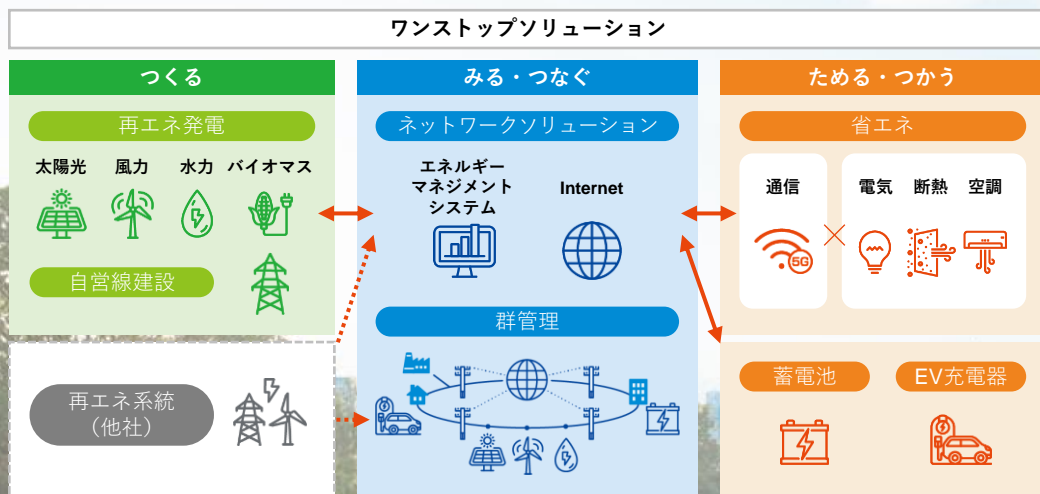 ワンストップソリューション
つくる
再エネ発電
太陽光 風力 水力 バイオマス
自営線建設
再エネ系統
(他社)
みる・つなぐ
ネットワークソリューション
エネルギー
マネジメント
システム
Internet
群管理
ためる・つかう
省エネ
通信
5G
×
電気 断熱 空調
蓄電池
EV充電器